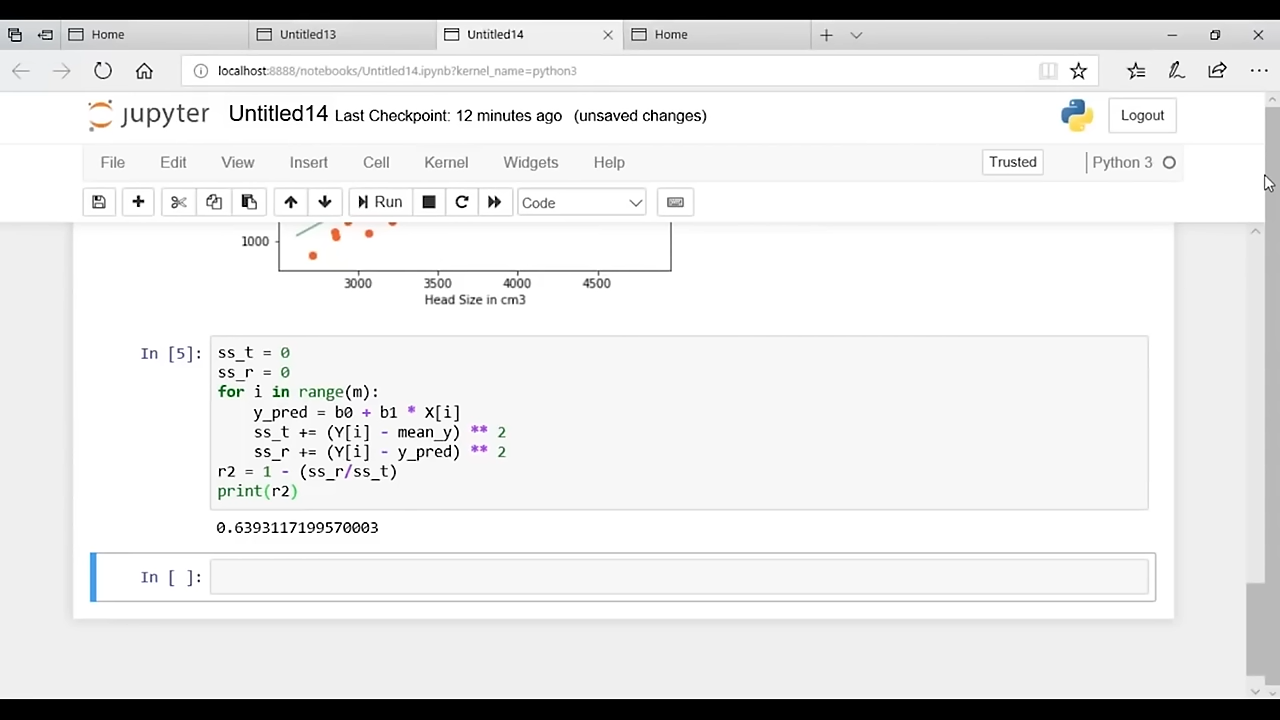 Home
Untitled13
Untitled14
Home
localhost:8888/notebooks/Untitled14.ipynb?kernel_name=python3
jupyter Untitled14 Last Checkpoint: 12 minutes ago (unsaved changes)
Logout
File Edit View Insert Cell Kernel Widgets Help
Trusted
Python 3
Run
Code
1000
3000 3500 4000 4500
Head Size in cm3
In [5]:
ss_t = 0
ss_r = 0
for i in range(m):
    y_pred = b0 + b1 * X[i]
    ss_t += (Y[i] - mean_y) ** 2
    ss_r += (Y[i] - y_pred) ** 2
r2 = 1 - (ss_r/ss_t)
print(r2)
0.6393117199570003
In [ ]: